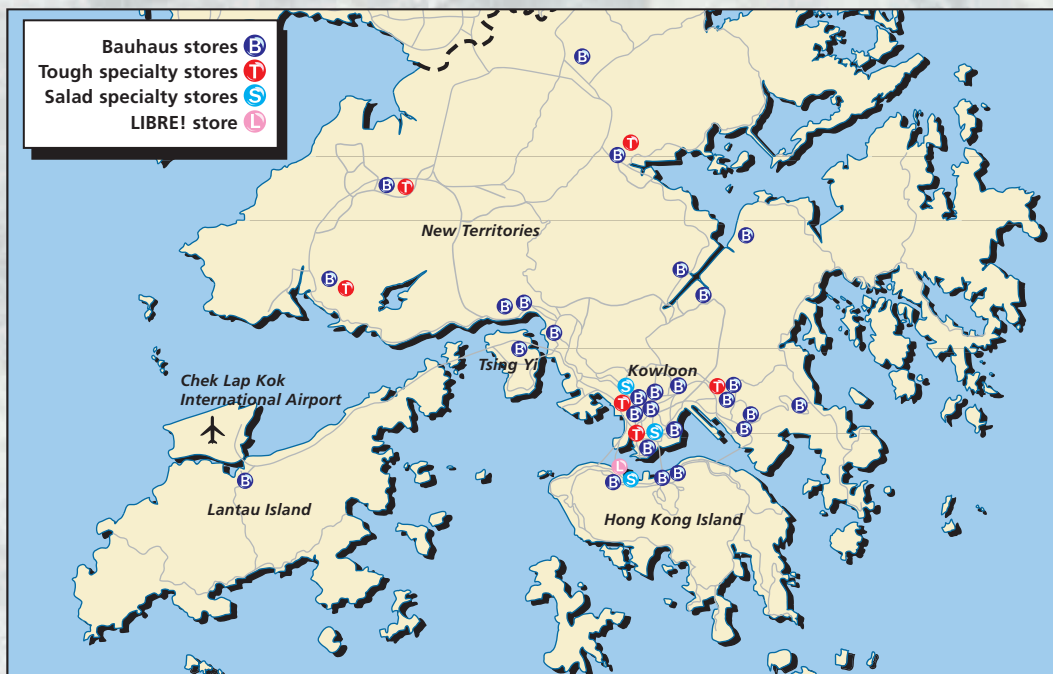 Bauhaus stores B
Tough specialty stores T
Salad specialty stores S
LIBRE! store L
B
T
B
B T
New Territories
B
B
B
T
B
B B
B
B
Tsing Yi
Kowloon
Chek Lap Kok
International Airport
S B B T B
T B B B
B B B B
T S B B
B
L
B S B B
B
Lantau Island
Hong Kong Island